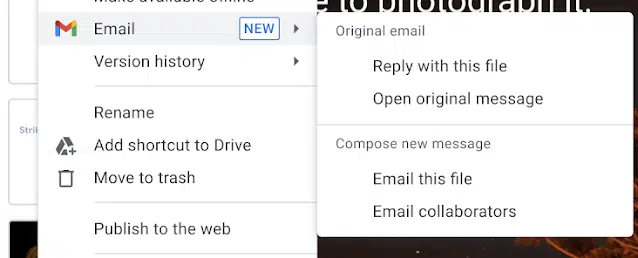 Make available offline
e to photograph it.
Email NEW
Version history
Rename
Add shortcut to Drive
Move to trash
Publish to the web
Strik
Original email
Reply with this file
Open original message
Compose new message
Email this file
Email collaborators